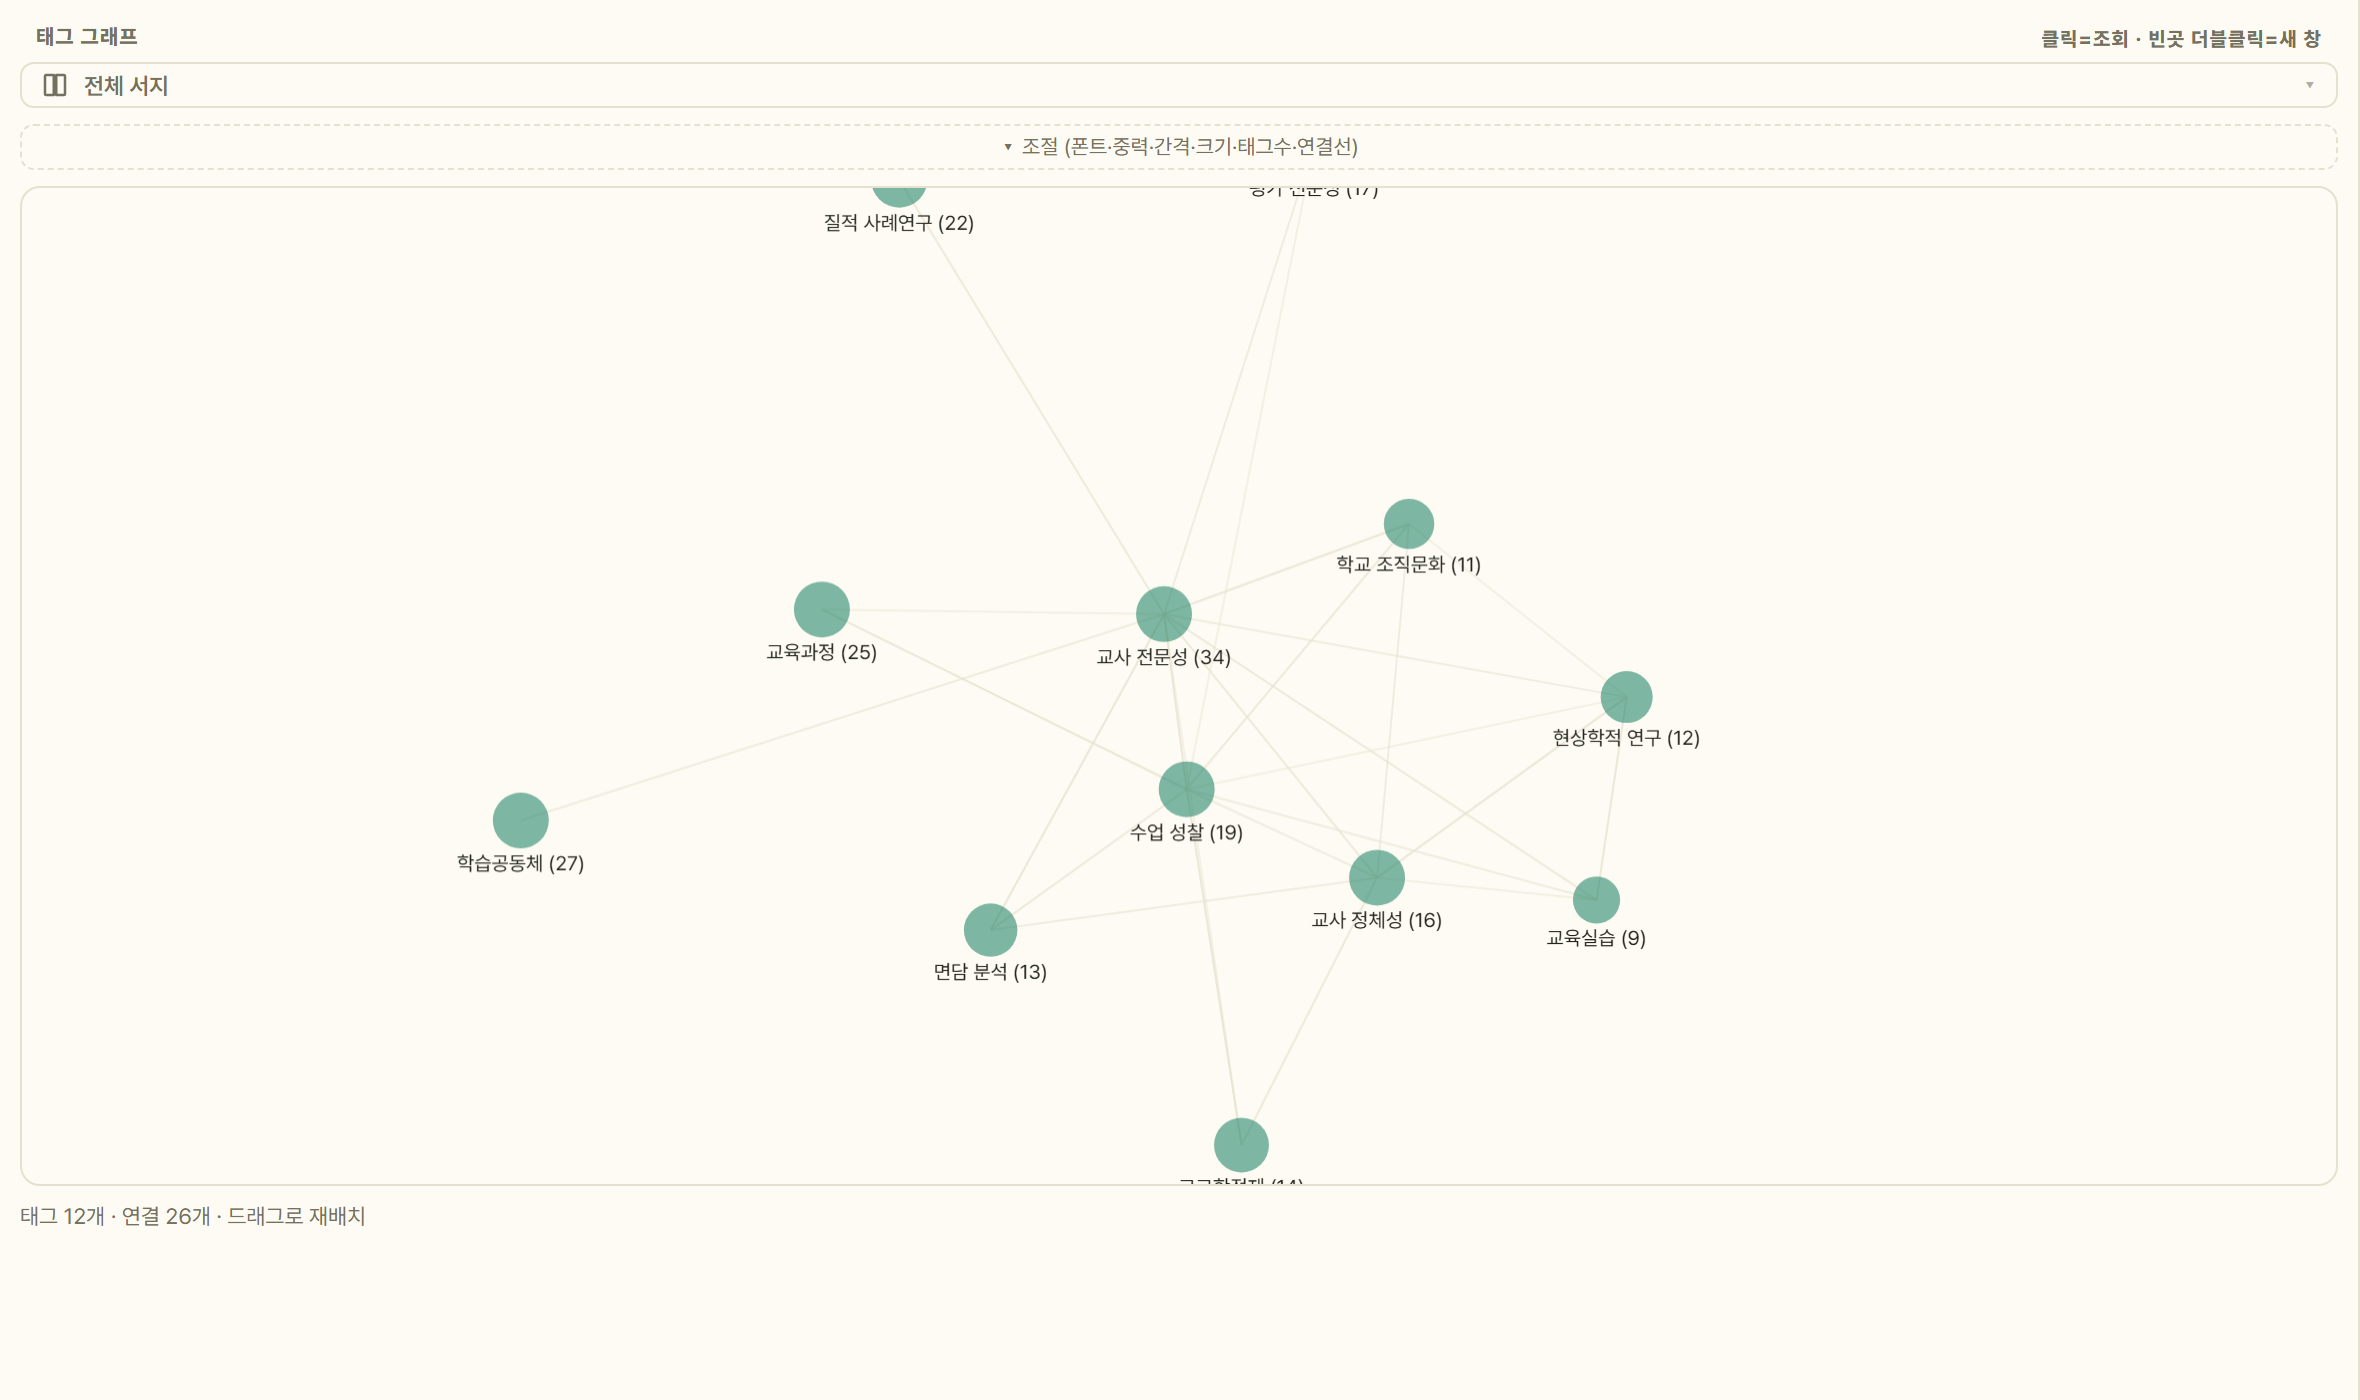 태그 그래프
클릭=조회 · 빈곳 더블클릭=새 창
전체 서지
▾ 조절 (폰트·중력·간격·크기·태그수·연결선)
(17)
질적 사례연구 (22)
학교 조직문화 (11)
교육과정 (25)
교사 전문성 (34)
현상학적 연구 (12)
수업 성찰 (19)
학습공동체 (27)
교사 정체성 (16)
교육실습 (9)
면담 분석 (13)
(14)
태그 12개 · 연결 26개 · 드래그로 재배치